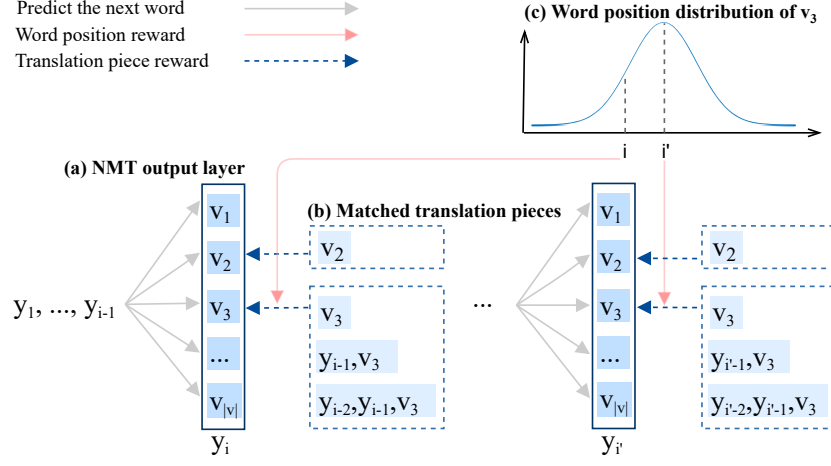 Predict the next word
Word position reward
Translation piece reward
(c) Word position distribution of v3
i i'
(a) NMT output layer
(b) Matched translation pieces
v1 v1
v2 v2 v2 v2
y1, ..., yi-1 v3 v3 ... v3 v3
... yi-1,v3 ... yi'-1,v3
v|v| yi-2,yi-1,v3 v|v| yi'-2,yi'-1,v3
yi yi'